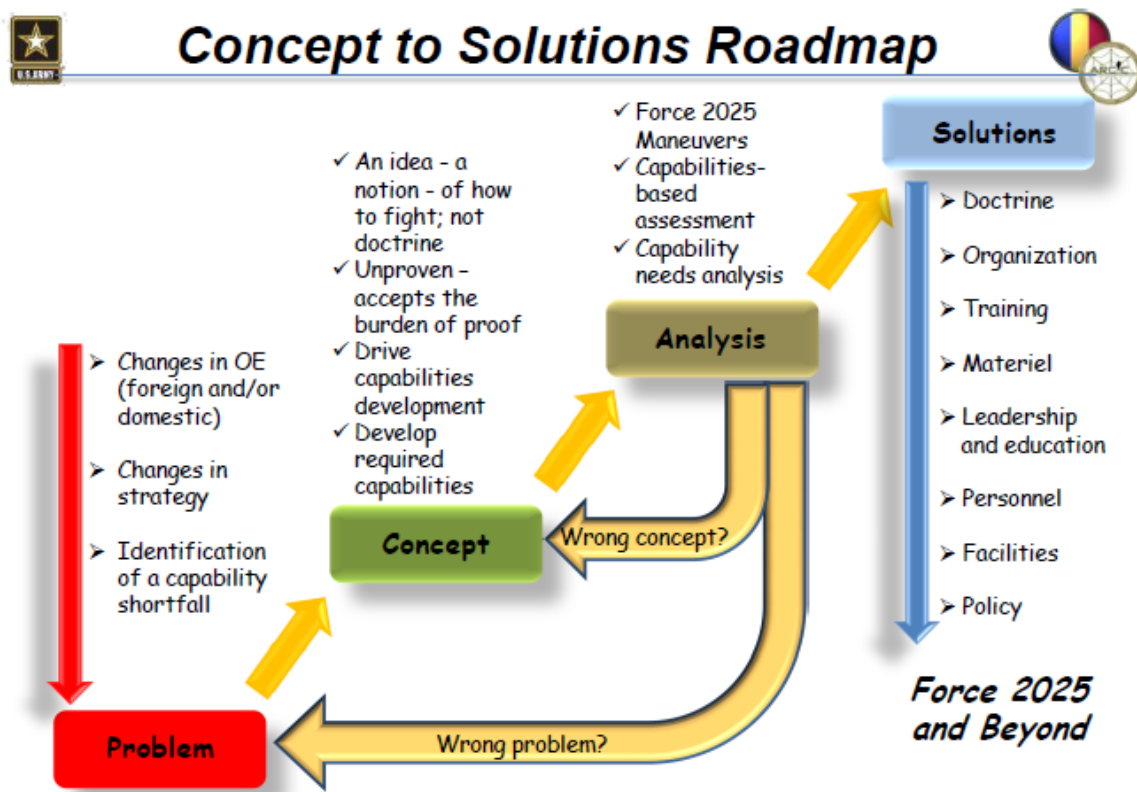 Concept to Solutions Roadmap
U.S.ARMY
ARCIC
✓ Force 2025
Maneuvers
✓ Capabilities-
based
assessment
✓ Capability
needs analysis
Solutions
➢ Doctrine
➢ Organization
➢ Training
➢ Materiel
➢ Leadership
and education
➢ Personnel
➢ Facilities
➢ Policy
Force 2025
and Beyond
✓ An idea - a
notion - of how
to fight; not
doctrine
✓ Unproven –
accepts the
burden of proof
✓ Drive
capabilities
development
✓ Develop
required
capabilities
Analysis
➢ Changes in OE
(foreign and/or
domestic)
➢ Changes in
strategy
➢ Identification
of a capability
shortfall
Concept
Wrong concept?
Problem
Wrong problem?